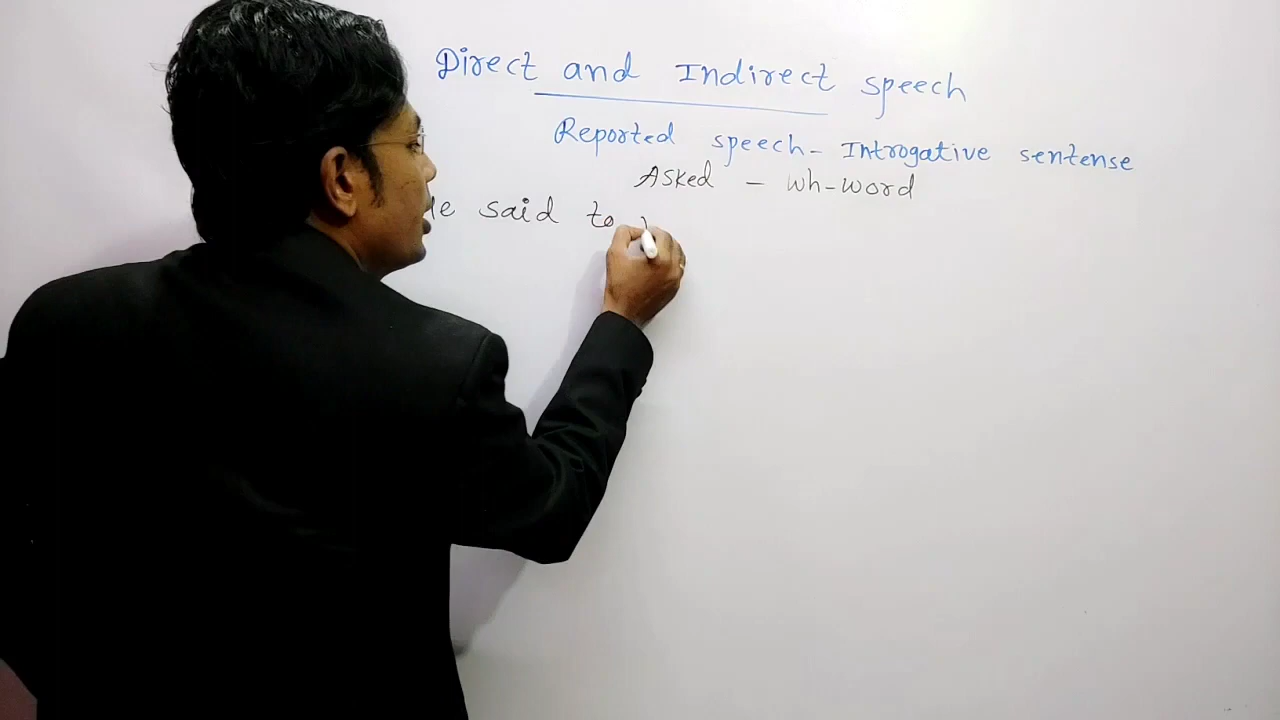 Direct and Indirect speech
Reported speech - Introgative sentense
Asked - Wh-word
said to